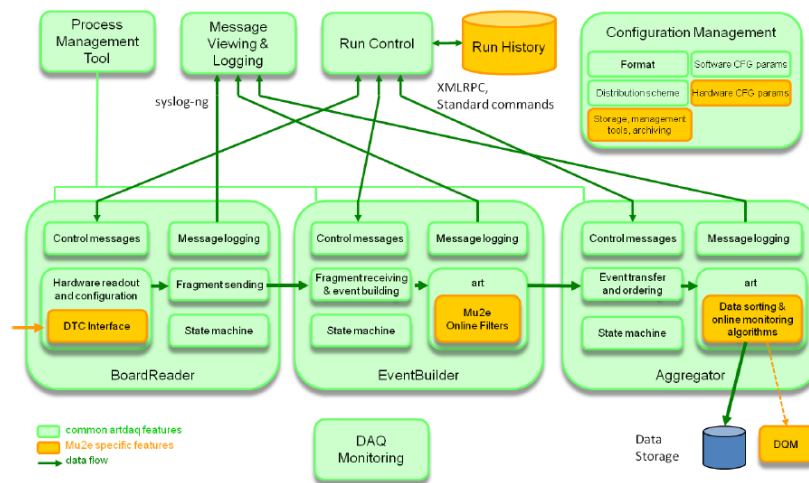 Process
Management
Tool
Message
Viewing &
Logging
Run Control
Run History
Configuration Management
Format
Software CFG params
Distribution scheme
Hardware CFG params
Storage, management
tools, archiving
syslog-ng
XMLRPC,
Standard commands
Control messages
Message logging
Hardware readout
and configuration
Fragment sending
DTC Interface
State machine
BoardReader
Control messages
Message logging
Fragment receiving
& event building
art
Mu2e
Online Filters
State machine
EventBuilder
Control messages
Message logging
Event transfer
and ordering
art
Data sorting &
online monitoring
algorithms
State machine
Aggregator
common artdaq features
Mu2e specific features
data flow
DAQ
Monitoring
Data
Storage
DQM